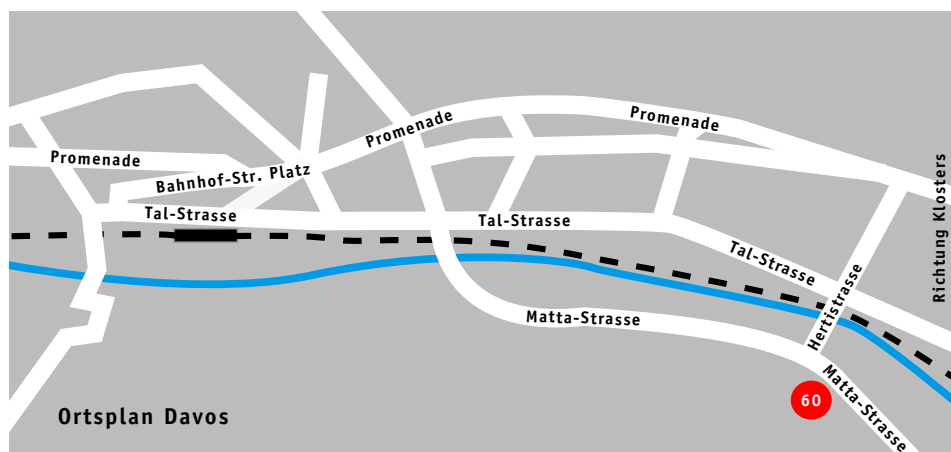 Promenade
Promenade
Promenade
Bahnhof-Str. Platz
Tal-Strasse
Tal-Strasse
Tal-Strasse
Richtung Klosters
Hertistrasse
Matta-Strasse
Matta-Strasse
60
Ortsplan Davos